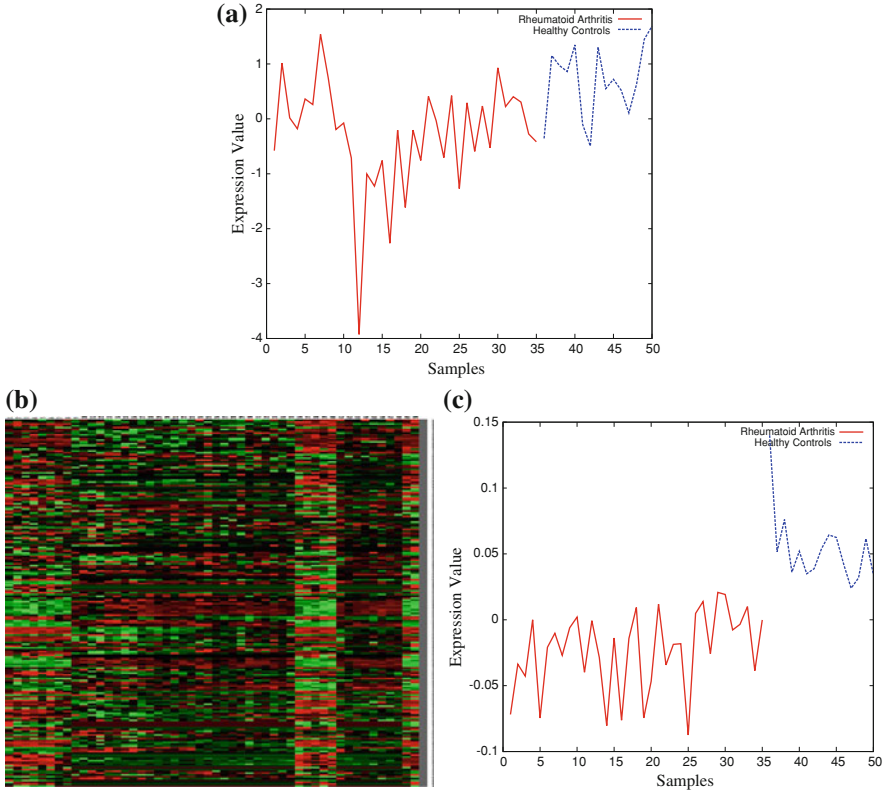 (a)
Rheumatoid Arthritis
Healthy Controls
Expression Value
2
1
0
-1
-2
-3
-4
0 5 10 15 20 25 30 35 40 45 50
Samples
(b)
(c)
Rheumatoid Arthritis
Healthy Controls
Expression Value
0.15
0.1
0.05
0
-0.05
-0.1
0 5 10 15 20 25 30 35 40 45 50
Samples